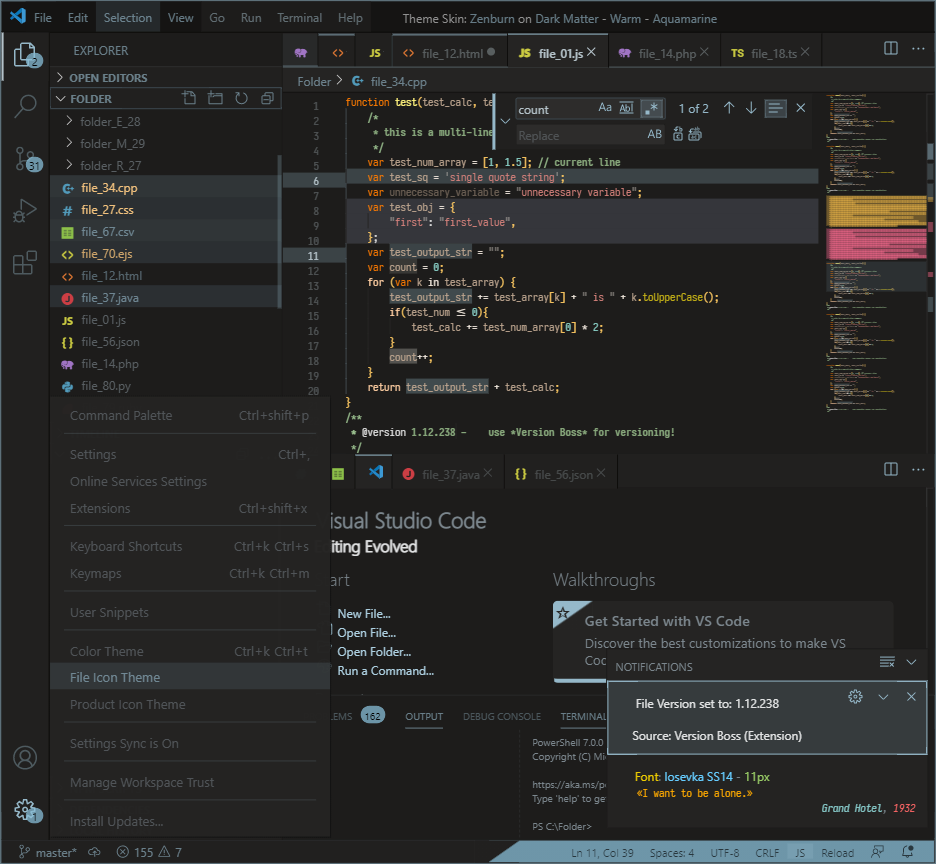 File Edit Selection View Go Run Terminal Help Theme Skin: Zenburn on Dark Matter - Warm - Aquamarine
2
EXPLORER
JS
file_12.html
JS file_01.js
file_14.php
TS file_18.ts
OPEN EDITORS
FOLDER
Folder > file_34.cpp
folder_E_28
folder_M_29
folder_R_27
file_34.cpp
file_27.css
file_67.csv
file_70.ejs
file_12.html
file_37.java
JS file_01.js
{} file_56.json
file_14.php
file_80.py
31
count Aa Abl .* 1 of 2
Replace AB
1 function test(test_calc, te
2 /*
3 * this is a multi-line
4 */
5 var test_num_array = [1, 1.5]; // current line
6 var test_sq = 'single quote string';
7 var unnecessary_variable = "unnecessary variable";
8 var test_obj = {
9 "first": "first_value",
10 };
11 var test_output_str = "";
12 var count = 0;
13 for (var k in test_array) {
14 test_output_str += test_array[k] + " is " + k.toUpperCase();
15 if(test_num ≤ 0){
16 test_calc += test_num_array[0] * 2;
17 }
18 count++;
19 }
20 return test_output_str + test_calc;
}
/**
* @version 1.12.238 - use *Version Boss* for versioning!
*/
Command Palette Ctrl+shift+p
Settings Ctrl+,
Online Services Settings
Extensions Ctrl+shift+x
Keyboard Shortcuts Ctrl+k Ctrl+s
Keymaps Ctrl+k Ctrl+m
User Snippets
Color Theme Ctrl+k Ctrl+t
File Icon Theme
Product Icon Theme
Settings Sync is On
Manage Workspace Trust
Install Updates...
1
file_37.java
{} file_56.json
isual Studio Code
iting Evolved
art
New File...
Open File...
Open Folder...
Run a Command...
Walkthroughs
Get Started with VS Code
Discover the best customizations to make VS
Coc
NOTIFICATIONS
File Version set to: 1.12.238
Source: Version Boss (Extension)
Font: Iosevka SS14 - 11px
«I want to be alone.»
Grand Hotel, 1932
LEMS 162 OUTPUT DEBUG CONSOLE TERMINAL
PowerShell 7.0.0
Copyright (C) Mi
https://aka.ms/p
Type 'help' to ge
PS C:\Folder>
master* 155 7 Ln 11, Col 39 Spaces: 4 UTF-8 CRLF JS Reload